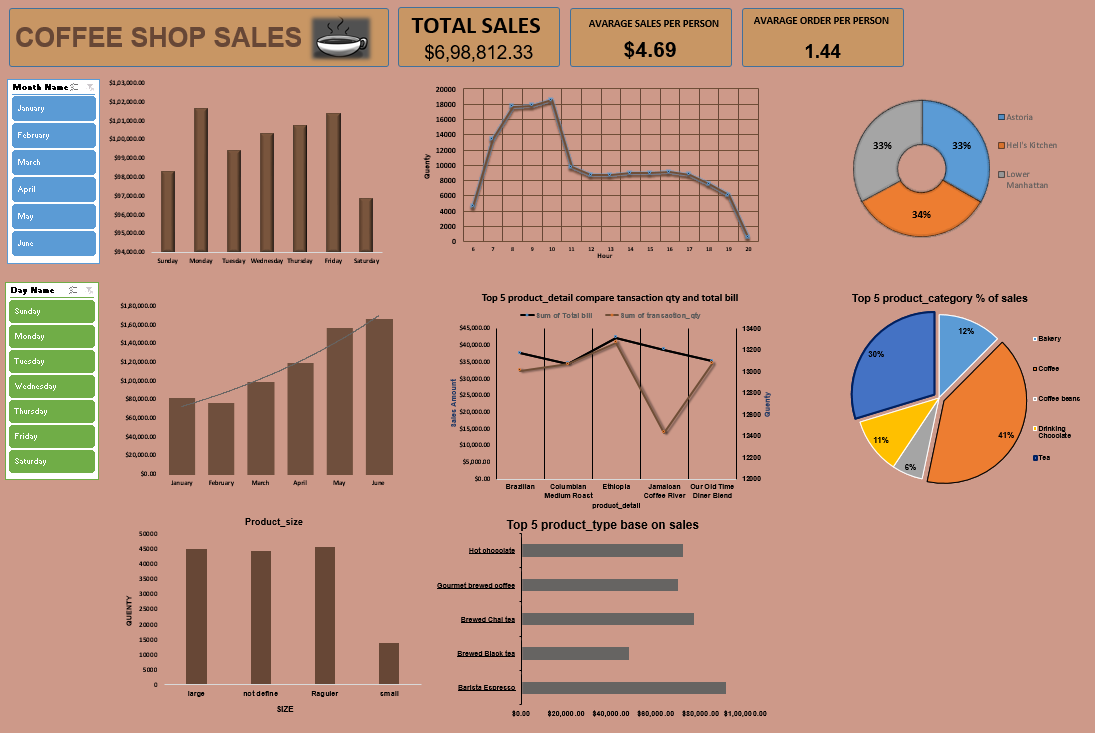 COFFEE SHOP SALES
TOTAL SALES
$6,98,812.33
AVARAGE SALES PER PERSON
$4.69
AVARAGE ORDER PER PERSON
1.44
Month Name
January
February
March
April
May
June
$1,03,000.00
$1,02,000.00
$1,01,000.00
$1,00,000.00
$99,000.00
$98,000.00
$97,000.00
$96,000.00
$95,000.00
$94,000.00
Sunday Monday Tuesday Wednesday Thursday Friday Saturday
Quenty
20000
18000
16000
14000
12000
10000
8000
6000
4000
2000
0
6 7 8 9 10 11 12 13 14 15 16 17 18 19 20
Hour
33%
33%
34%
Astoria
Hell's Kitchen
Lower
Manhattan
Day Name
Sunday
Monday
Tuesday
Wednesday
Thursday
Friday
Saturday
$1,80,000.00
$1,60,000.00
$1,40,000.00
$1,20,000.00
$1,00,000.00
$80,000.00
$60,000.00
$40,000.00
$20,000.00
$0.00
January February March April May June
Top 5 product_detail compare tansaction qty and total bill
Sum of Total bill Sum of transaction_qty
Sales Amount
$45,000.00
$40,000.00
$35,000.00
$30,000.00
$25,000.00
$20,000.00
$15,000.00
$10,000.00
$5,000.00
$0.00
13400
13200
13000
12800
12600
12400
12200
12000
Quenty
Brazilian
Columbian
Medium Roast
Ethiopia
Jamaican
Coffee River
Our Old Time
Diner Blend
product_detail
Top 5 product_category % of sales
12%
30%
41%
11%
6%
Bakery
Coffee
Coffee beans
Drinking
Chocolate
Tea
Product_size
QUENTY
50000
45000
40000
35000
30000
25000
20000
15000
10000
5000
0
large not define Raguler small
SIZE
Top 5 product_type base on sales
Hot chocolate
Gourmet brewed coffee
Brewed Chai tea
Brewed Black tea
Barista Espresso
$0.00 $20,000.00 $40,000.00 $60,000.00 $80,000.00 $1,00,000.00